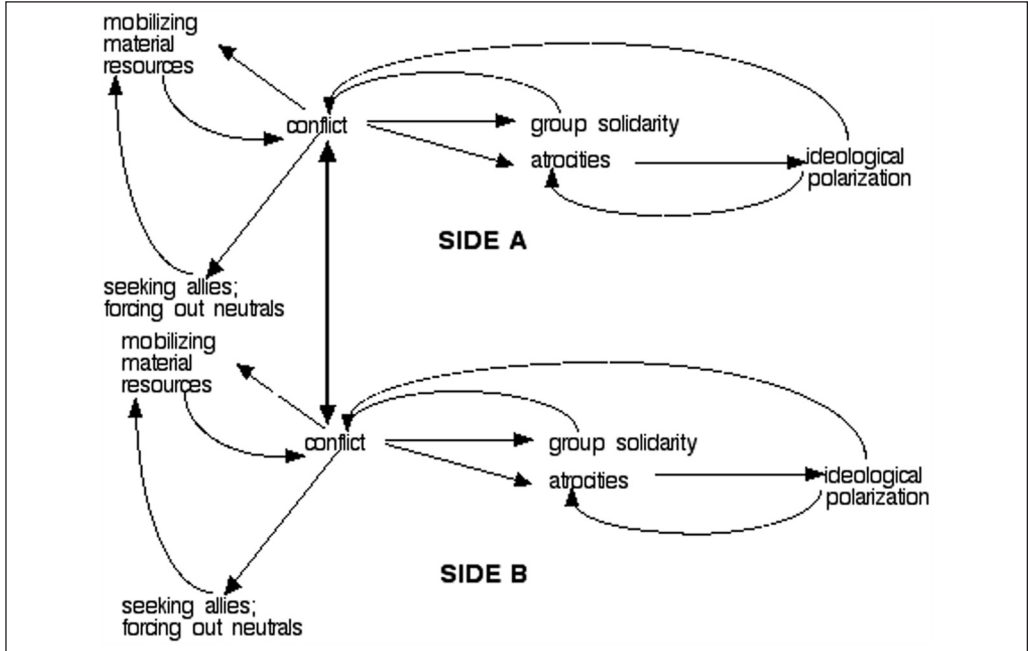 mobilizing
material
resources
conflict
group solidarity
atrocities
ideological
polarization
SIDE A
seeking allies;
forcing out neutrals
mobilizing
material
resources
conflict
group solidarity
atrocities
ideological
polarization
SIDE B
seeking allies;
forcing out neutrals